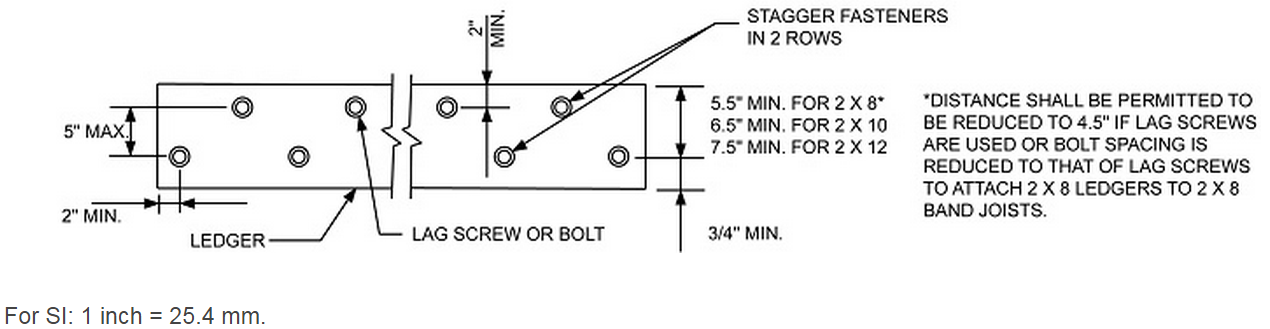 2"
MIN.
STAGGER FASTENERS
IN 2 ROWS
5" MAX.
5.5" MIN. FOR 2 X 8*
6.5" MIN. FOR 2 X 10
7.5" MIN. FOR 2 X 12
*DISTANCE SHALL BE PERMITTED TO
BE REDUCED TO 4.5" IF LAG SCREWS
ARE USED OR BOLT SPACING IS
REDUCED TO THAT OF LAG SCREWS
TO ATTACH 2 X 8 LEDGERS TO 2 X 8
BAND JOISTS.
2" MIN.
LEDGER
LAG SCREW OR BOLT
3/4" MIN.
For SI: 1 inch = 25.4 mm.